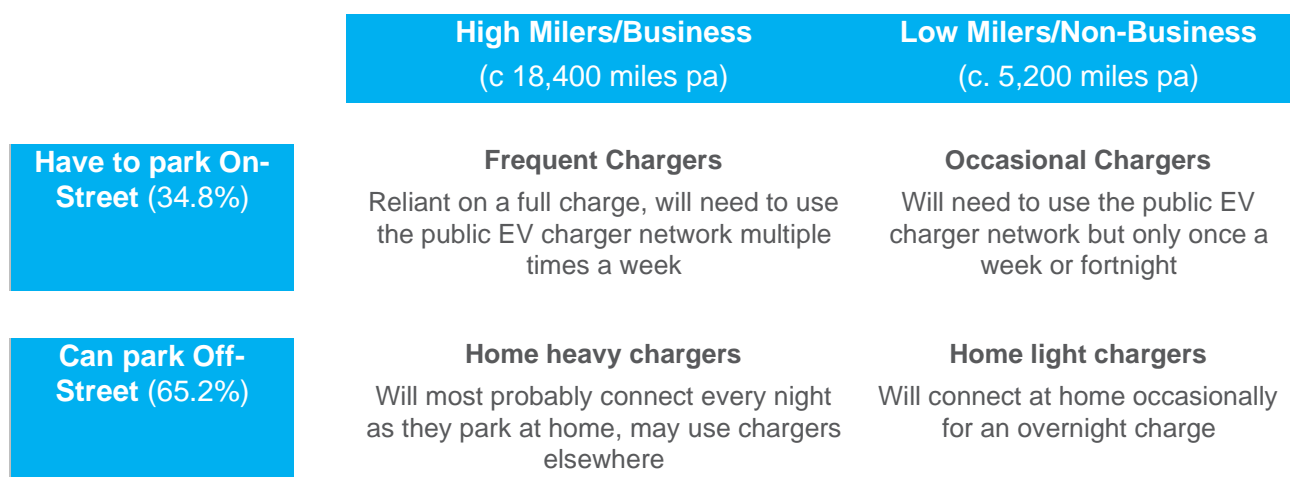 High Milers/Business
(c 18,400 miles pa)
Low Milers/Non-Business
(c. 5,200 miles pa)
Have to park On-
Street (34.8%)
Frequent Chargers
Reliant on a full charge, will need to use
the public EV charger network multiple
times a week
Occasional Chargers
Will need to use the public EV
charger network but only once a
week or fortnight
Can park Off-
Street (65.2%)
Home heavy chargers
Will most probably connect every night
as they park at home, may use chargers
elsewhere
Home light chargers
Will connect at home occasionally
for an overnight charge